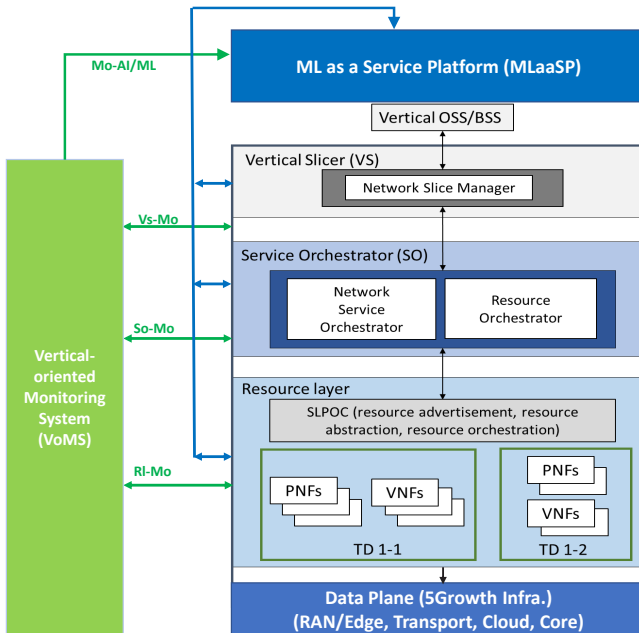 Mo-AI/ML
ML as a Service Platform (MLaaSP)
Vertical OSS/BSS
Vertical Slicer (VS)
Network Slice Manager
Vs-Mo
Service Orchestrator (SO)
Network
Service
Orchestrator
Resource
Orchestrator
So-Mo
Vertical-
oriented
Monitoring
System
(VoMS)
Resource layer
SLPOC (resource advertisement, resource
abstraction, resource orchestration)
Rl-Mo
PNFs
VNFs
TD 1-1
PNFs
VNFs
TD 1-2
Data Plane (5Growth Infra.)
(RAN/Edge, Transport, Cloud, Core)